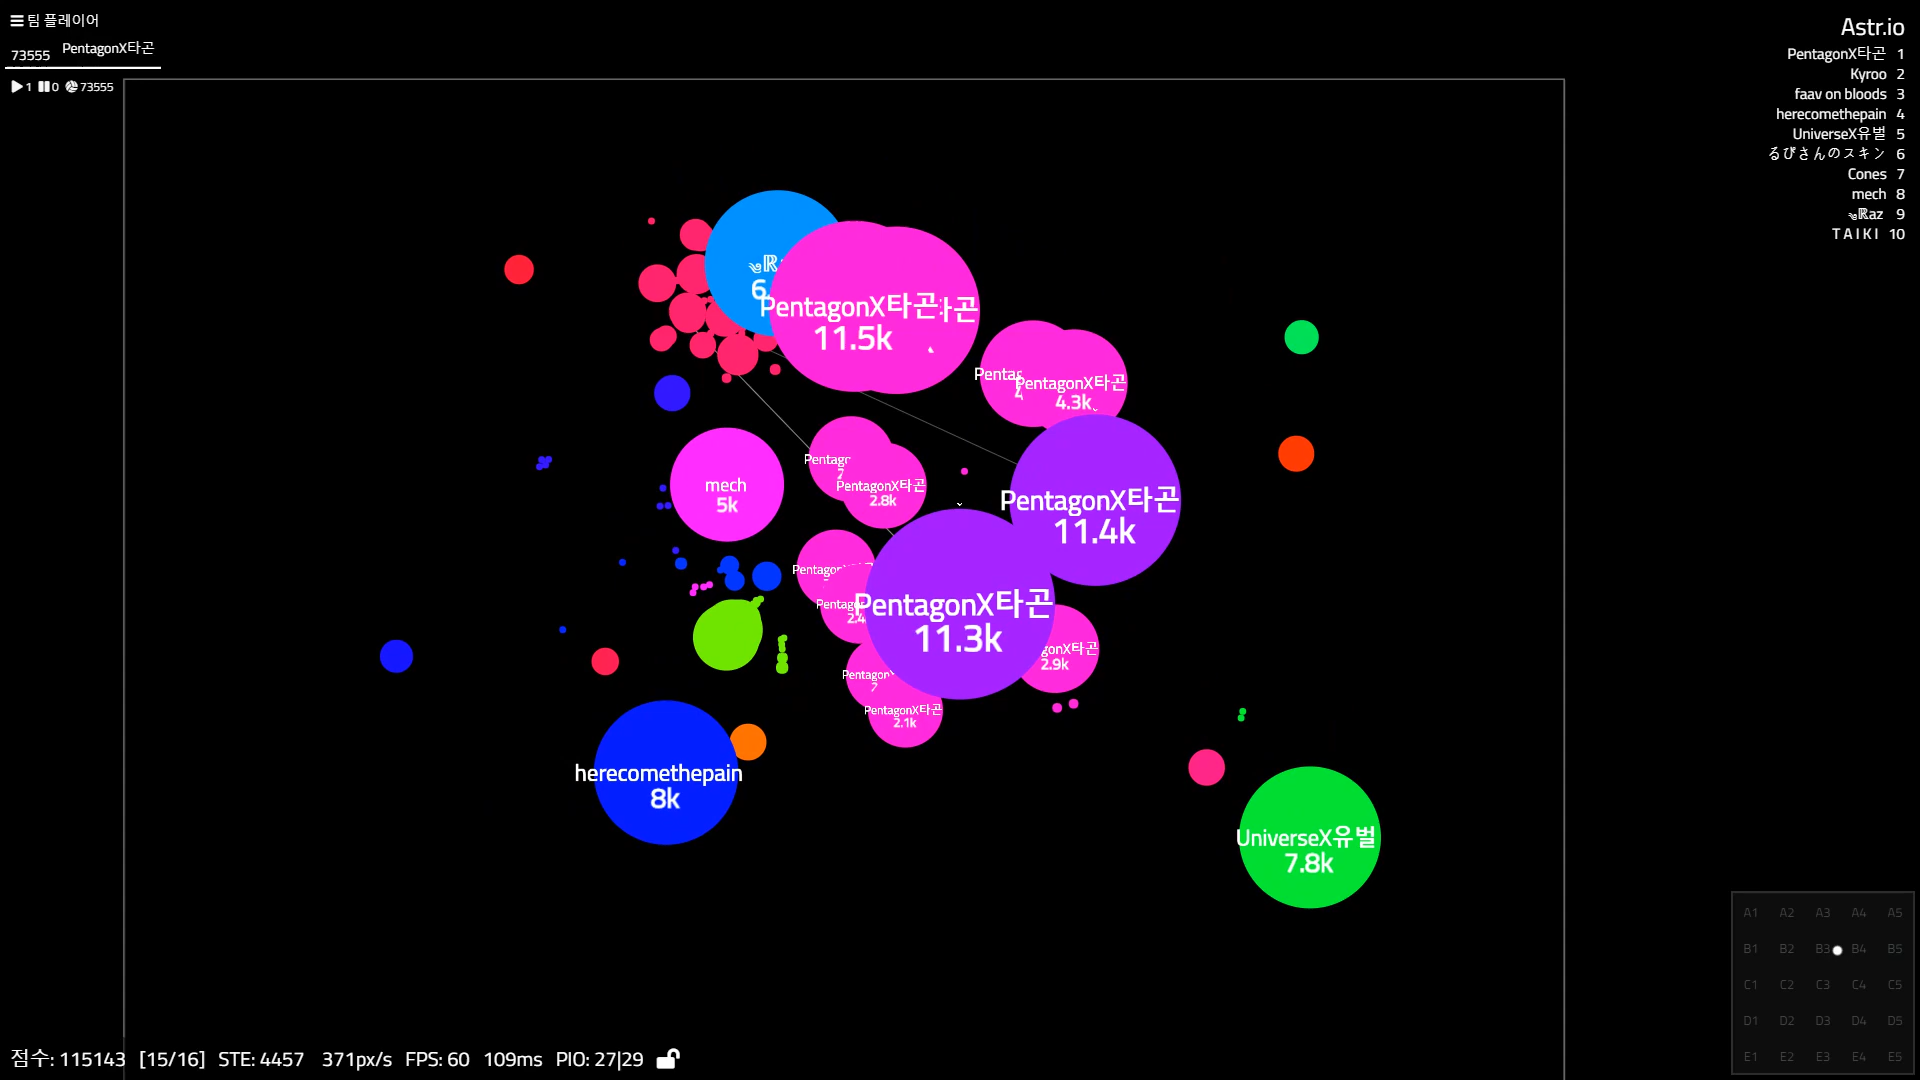 팀 플레이어
73555 PentagonX타곤
1 0 73555
Astr.io
PentagonX타곤 1
Kyroo 2
faav on bloods 3
herecomethepain 4
UniverseX유벌 5
るぴさんのスキン 6
Cones 7
mech 8
ℝaz 9
T A I K I 10
PentagonX타곤
11.5k
PentagonX타곤
4.3k
mech
5k
PentagonX타곤
2.8k
PentagonX타곤
11.4k
PentagonX타곤
11.3k
2.9k
PentagonX타곤
2.1k
herecomethepain
8k
UniverseX유벌
7.8k
A1 A2 A3 A4 A5
B1 B2 B3 B4 B5
C1 C2 C3 C4 C5
D1 D2 D3 D4 D5
E1 E2 E3 E4 E5
점수: 115143 [15/16] STE: 4457 371px/s FPS: 60 109ms PIO: 27|29